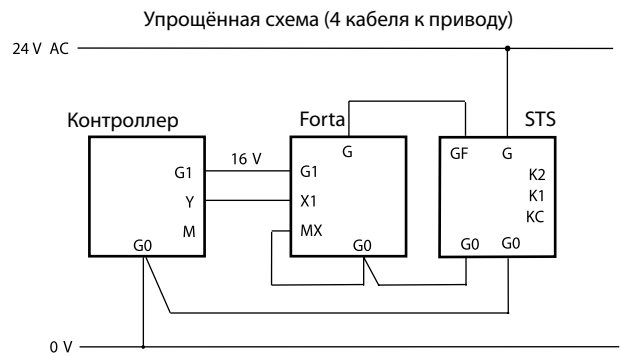 Упрощённая схема (4 кабеля к приводу)
24 V AC
Контроллер
Forta
STS
G
GF
G
G1
16 V
G1
K2
Y
X1
K1
M
MX
KC
G0
G0
G0
G0
0 V